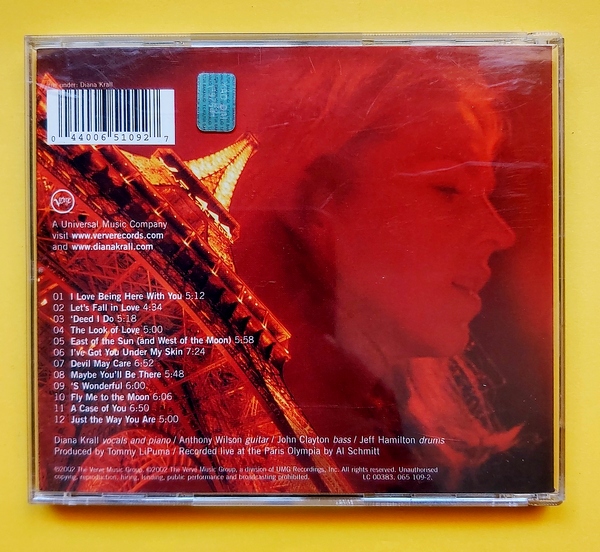 under: Diana Krall
0 44006 51092 7
Verve
A Universal Music Company
visit www.ververecords.com
and www.dianakrall.com
01 I Love Being Here With You 5:12
02 Let's Fall in Love 4:34
03 'Deed I Do 5:18
04 The Look of Love 5:00
05 East of the Sun (and West of the Moon) 5:58
06 I've Got You Under My Skin 7:24
07 Devil May Care 6:52
08 Maybe You'll Be There 5:48
09 'S Wonderful 6:00
10 Fly Me to the Moon 6:06
11 A Case of You 6:50
12 Just the Way You Are 5:00
Diana Krall vocals and piano / Anthony Wilson guitar / John Clayton bass / Jeff Hamilton drums
Produced by Tommy LiPuma / Recorded live at the Paris Olympia by Al Schmitt
℗2002 The Verve Music Group. ©2002 The Verve Music Group, a division of UMG Recordings, Inc. All rights reserved. Unauthorised
copying, reproduction, hiring, lending, public performance and broadcasting prohibited. LC 00383. 065 109-2.